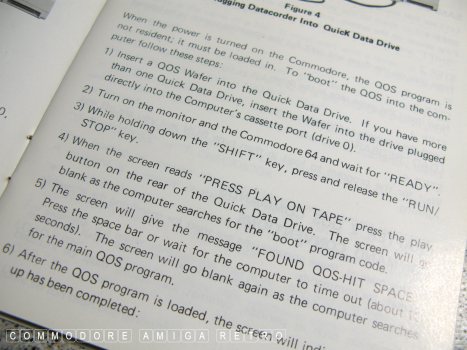 Figure 4
gging Datacorder Into QuicK Data Drive
When the power is turned on the Commodore, the QOS program is
not resident; it must be loaded in. To "boot" the QOS into the com-
puter follow these steps:
1) Insert a QOS Wafer into the Quick Data Drive. If you have more
than one Quick Data Drive, insert the Wafer into the drive plugged
directly into the Computer's cassette port (drive 0).
2) Turn on the monitor and the Commodore 64 and wait for "READY".
3) While holding down the "SHIFT" key, press and release the "RUN/
STOP" key.
4) When the screen reads "PRESS PLAY ON TAPE" press the play
button on the rear of the Quick Data Drive. The screen will go
blank as the computer searches for the "boot" program code.
5) The screen will give the message "FOUND QOS-HIT SPACE
Press the space bar or wait for the computer to time out (about
seconds). The screen will go blank again as the computer searches
for the main QOS program.
6) After the QOS program is loaded, the screen will indi
up has been completed:
COMMODORE AMIGA RETRO